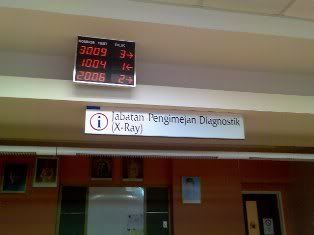 3009 3→
1004 1←
2006 2→
i
Jabatan Pengimejan Diagnostik
(X-Ray)